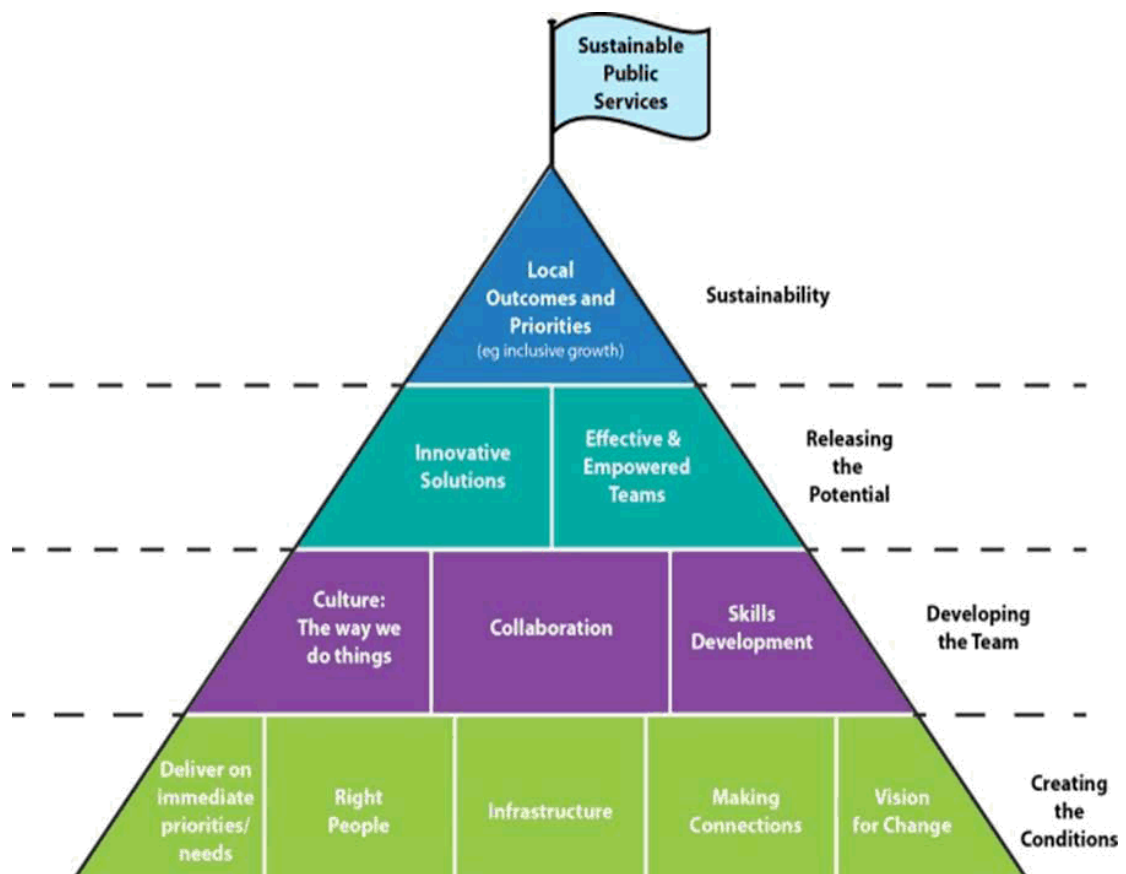 Sustainable
Public
Services
Local
Outcomes and
Priorities
(eg inclusive growth)
Sustainability
Innovative
Solutions
Effective &
Empowered
Teams
Releasing
the
Potential
Culture:
The way we
do things
Collaboration
Skills
Development
Developing
the Team
Deliver on
immediate
priorities/
needs
Right
People
Infrastructure
Making
Connections
Vision
for Change
Creating
the
Conditions